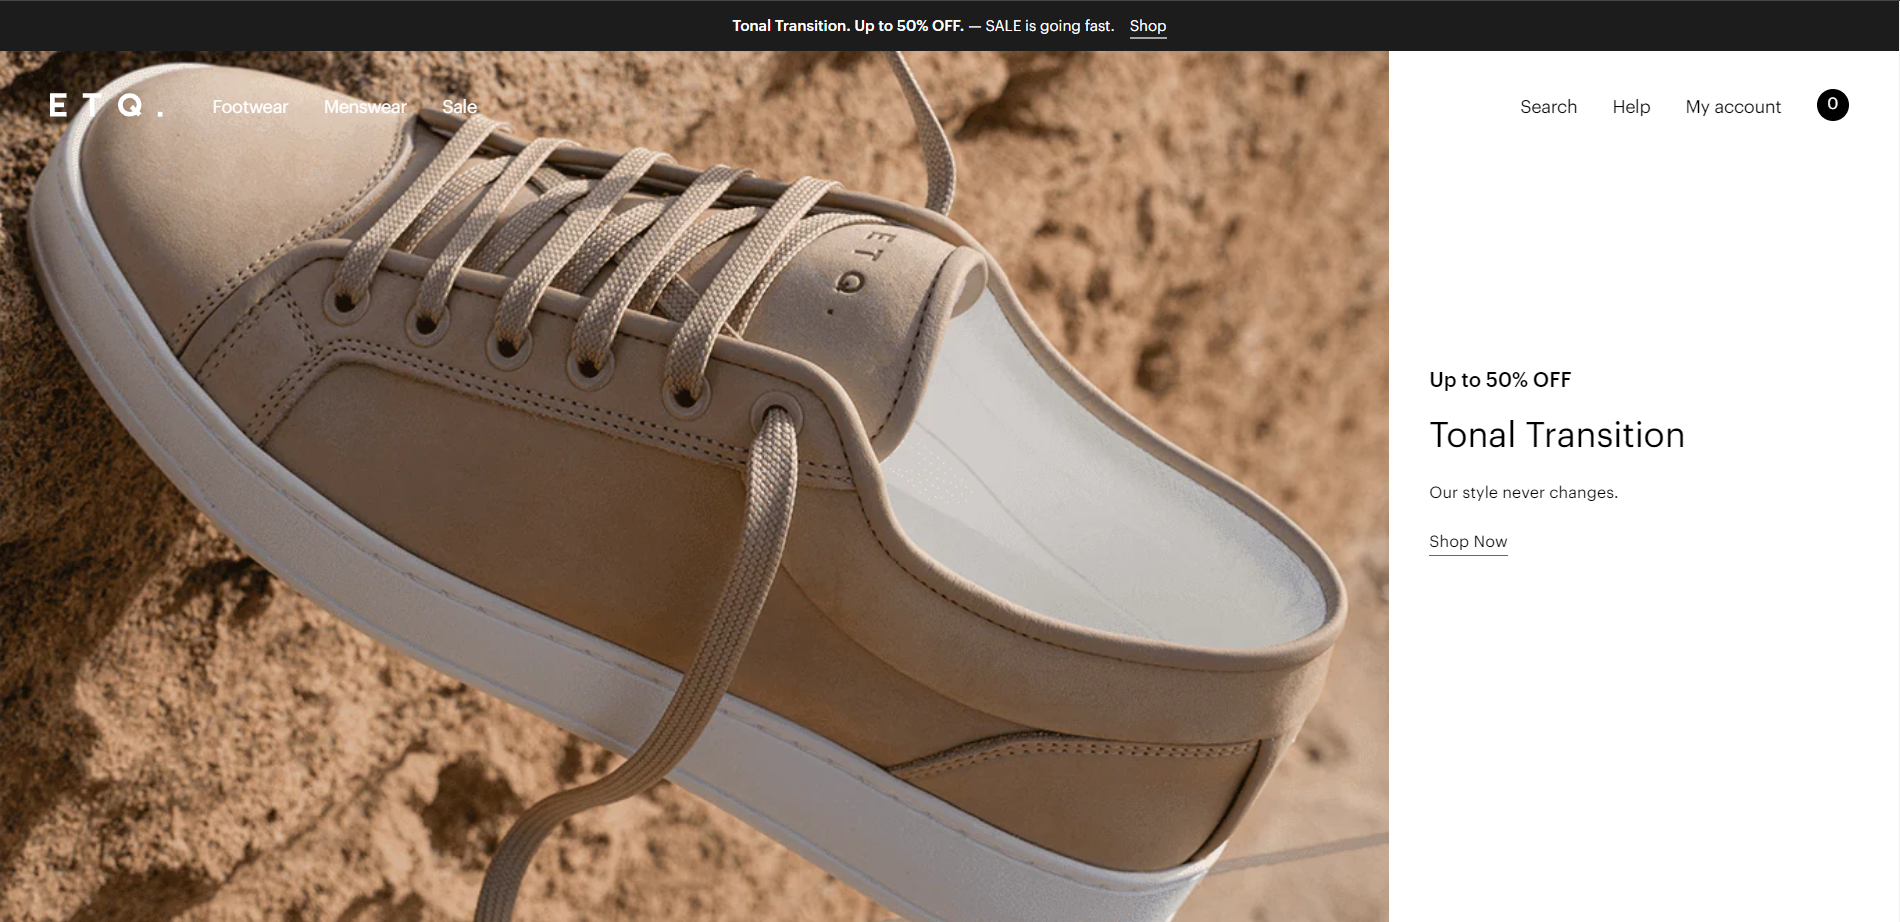 Tonal Transition. Up to 50% OFF. — SALE is going fast. Shop
ETQ. Footwear Menswear Sale Search Help My account 0
ETQ.
Up to 50% OFF
Tonal Transition
Our style never changes.
Shop Now